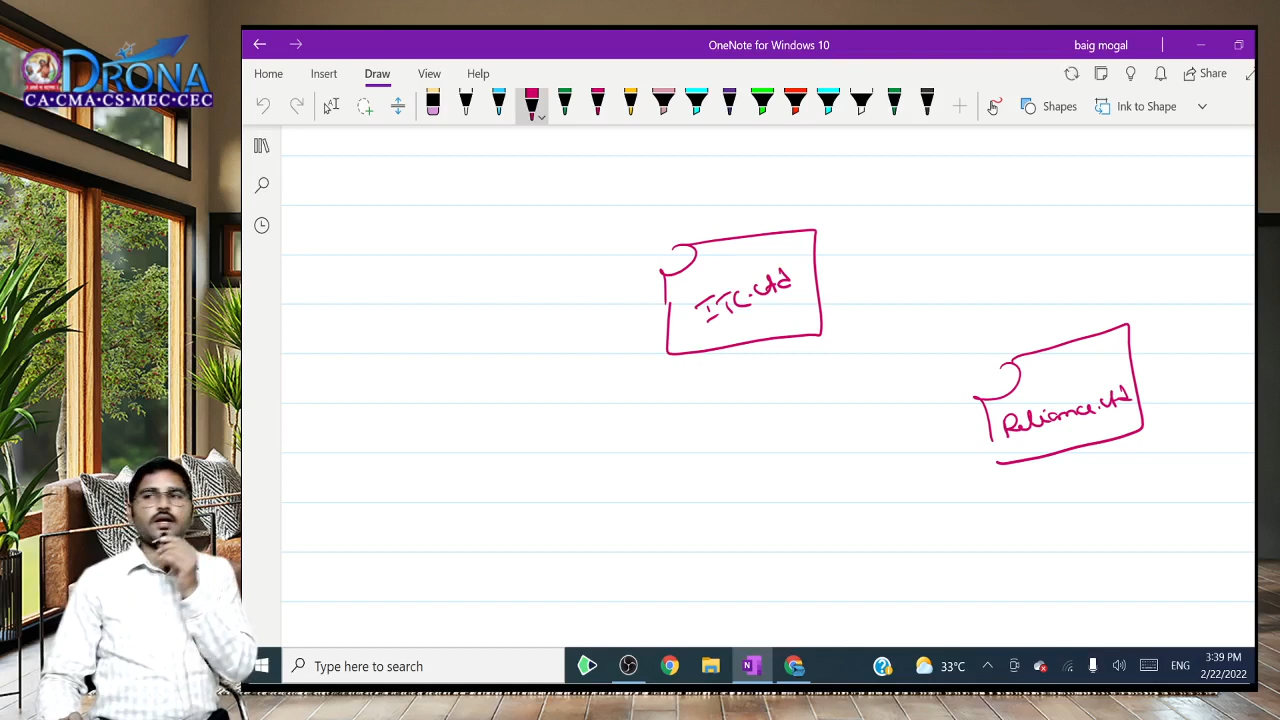 DRONA
CA•CMA•CS•MEC•CEC
OneNote for Windows 10
baig mogal
Home
Insert
Draw
View
Help
Share
Shapes
Ink to Shape
ITC.Ltd
Reliance.Ltd
Type here to search
33°C
ENG
3:39 PM
2/22/2022